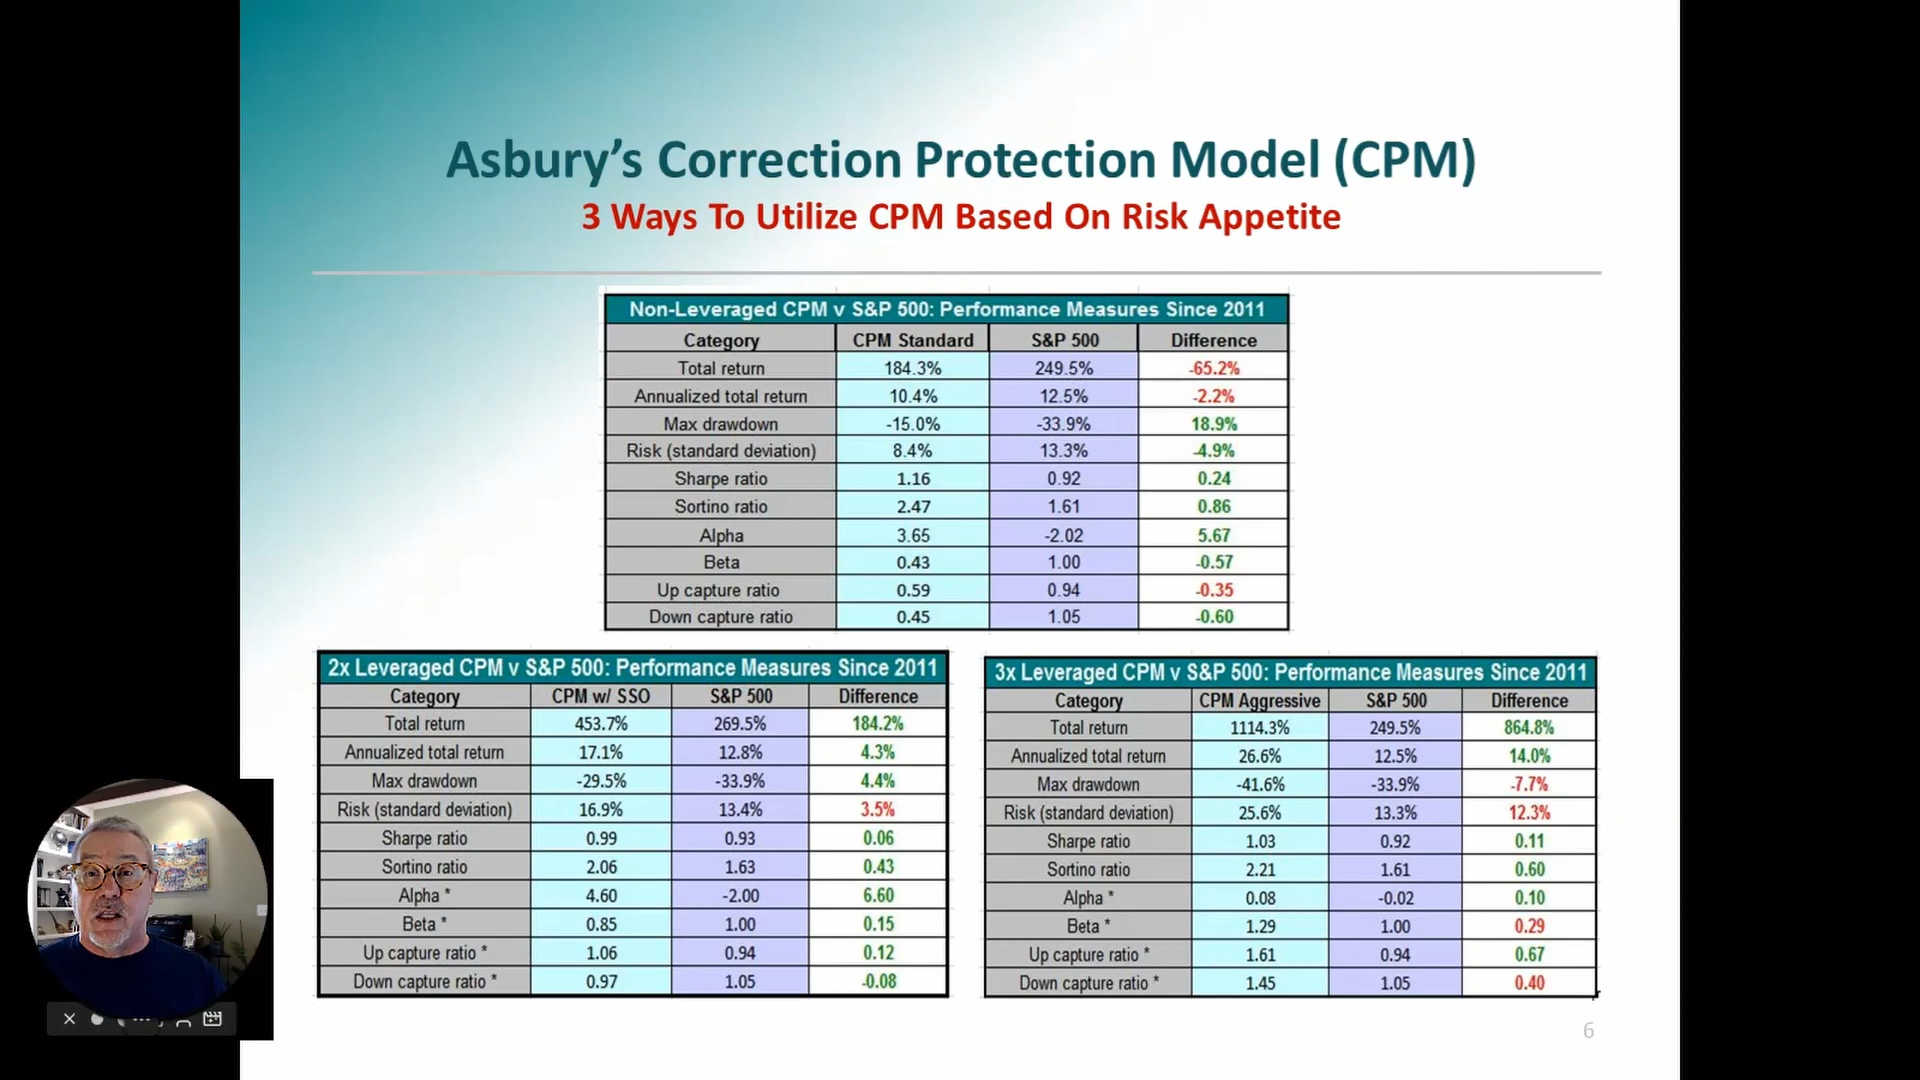 Asbury's Correction Protection Model (CPM)
3 Ways To Utilize CPM Based On Risk Appetite
Non-Leveraged CPM v S&P 500: Performance Measures Since 2011
Category CPM Standard S&P 500 Difference
Total return 184.3% 249.5% -65.2%
Annualized total return 10.4% 12.5% -2.2%
Max drawdown -15.0% -33.9% 18.9%
Risk (standard deviation) 8.4% 13.3% -4.9%
Sharpe ratio 1.16 0.92 0.24
Sortino ratio 2.47 1.61 0.86
Alpha 3.65 -2.02 5.67
Beta 0.43 1.00 -0.57
Up capture ratio 0.59 0.94 -0.35
Down capture ratio 0.45 1.05 -0.60
2x Leveraged CPM v S&P 500: Performance Measures Since 2011
Category CPM w/ SSO S&P 500 Difference
Total return 453.7% 269.5% 184.2%
Annualized total return 17.1% 12.8% 4.3%
Max drawdown -29.5% -33.9% 4.4%
Risk (standard deviation) 16.9% 13.4% 3.5%
Sharpe ratio 0.99 0.93 0.06
Sortino ratio 2.06 1.63 0.43
Alpha * 4.60 -2.00 6.60
Beta * 0.85 1.00 0.15
Up capture ratio * 1.06 0.94 0.12
Down capture ratio * 0.97 1.05 -0.08
3x Leveraged CPM v S&P 500: Performance Measures Since 2011
Category CPM Aggressive S&P 500 Difference
Total return 1114.3% 249.5% 864.8%
Annualized total return 26.6% 12.5% 14.0%
Max drawdown -41.6% -33.9% -7.7%
Risk (standard deviation) 25.6% 13.3% 12.3%
Sharpe ratio 1.03 0.92 0.11
Sortino ratio 2.21 1.61 0.60
Alpha * 0.08 -0.02 0.10
Beta * 1.29 1.00 0.29
Up capture ratio * 1.61 0.94 0.67
Down capture ratio * 1.45 1.05 0.40
6